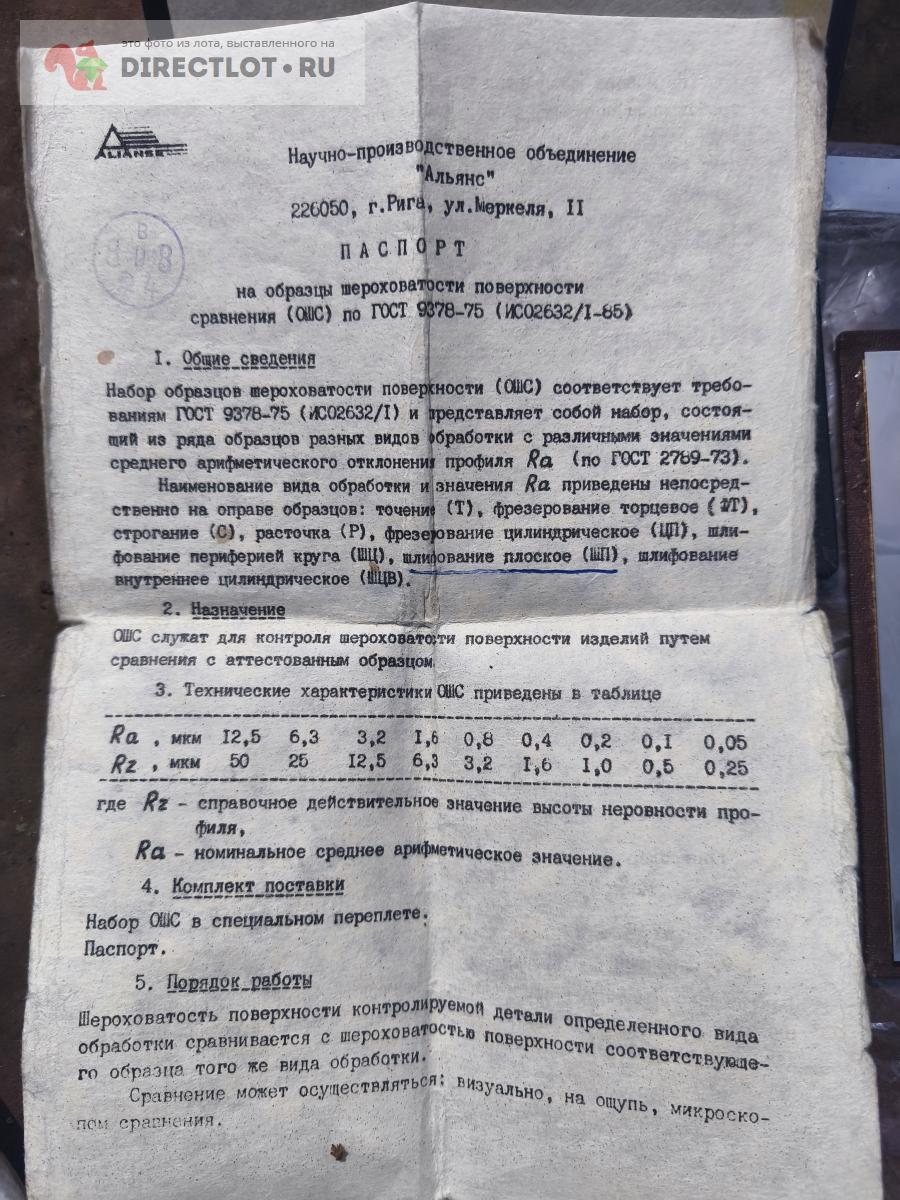 это фото из лота, выставленного на
DIRECTLOT.RU
ALIANSE
Научно-производственное объединение
"Альянс"
226050, г.Рига, ул.Меркеля, II
ПАСПОРТ
на образцы шероховатости поверхности
сравнения (ОШС) по ГОСТ 9378-75 (ИСО2632/I-85)
I. Общие сведения
Набор образцов шероховатости поверхности (ОШС) соответствует требо-
ваниям ГОСТ 9378-75 (ИСО2632/I) и представляет собой набор, состоя-
щий из ряда образцов разных видов обработки с различными значениями
среднего арифметического отклонения профиля Ra (по ГОСТ 2789-73).
Наименование вида обработки и значения Ra приведены непосред-
ственно на оправе образцов: точение (Т), фрезерование торцевое (ФТ),
строгание (С), расточка (Р), фрезерование цилиндрическое (ЦП), шли-
фование периферией круга (ШЦ), шлифование плоское (ШП), шлифование
внутреннее цилиндрическое (ШЦВ).
2. Назначение
ОШС служат для контроля шероховатости поверхности изделий путем
сравнения с аттестованным образцом.
3. Технические характеристики ОШС приведены в таблице
Ra , мкм 12,5 6,3 3,2 1,6 0,8 0,4 0,2 0,1 0,05
Rz , мкм 50 25 12,5 6,3 3,2 1,6 1,0 0,5 0,25
где Rz - справочное действительное значение высоты неровности про-
филя,
Ra - номинальное среднее арифметическое значение.
4. Комплект поставки
Набор ОШС в специальном переплете.
Паспорт.
5. Порядок работы
Шероховатость поверхности контролируемой детали определенного вида
обработки сравнивается с шероховатостью поверхности соответствующе-
го образца того же вида обработки.
Сравнение может осуществляться: визуально, на ощупь, микроско-
пом сравнения.